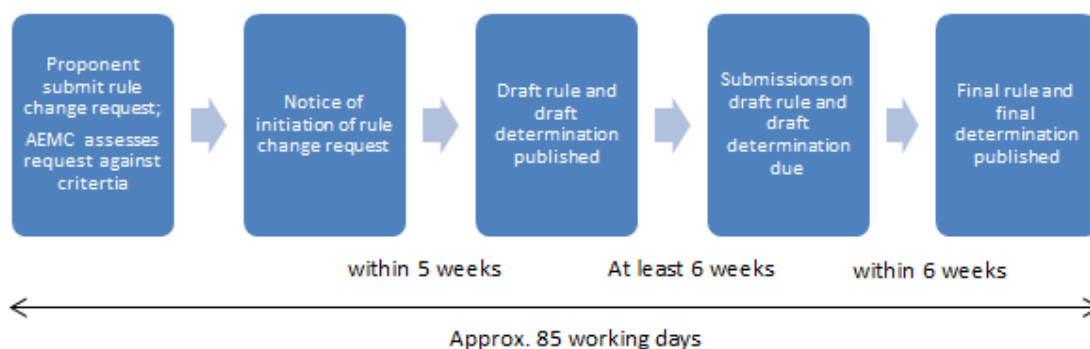 Proponent
submit rule
change request;
AEMC assesses
request against
critertia
Notice of
initiation of rule
change request
Draft rule and
draft
determination
published
Submissions on
draft rule and
draft
determination
due
Final rule and
final
determination
published
within 5 weeks
At least 6 weeks
within 6 weeks
Approx. 85 working days